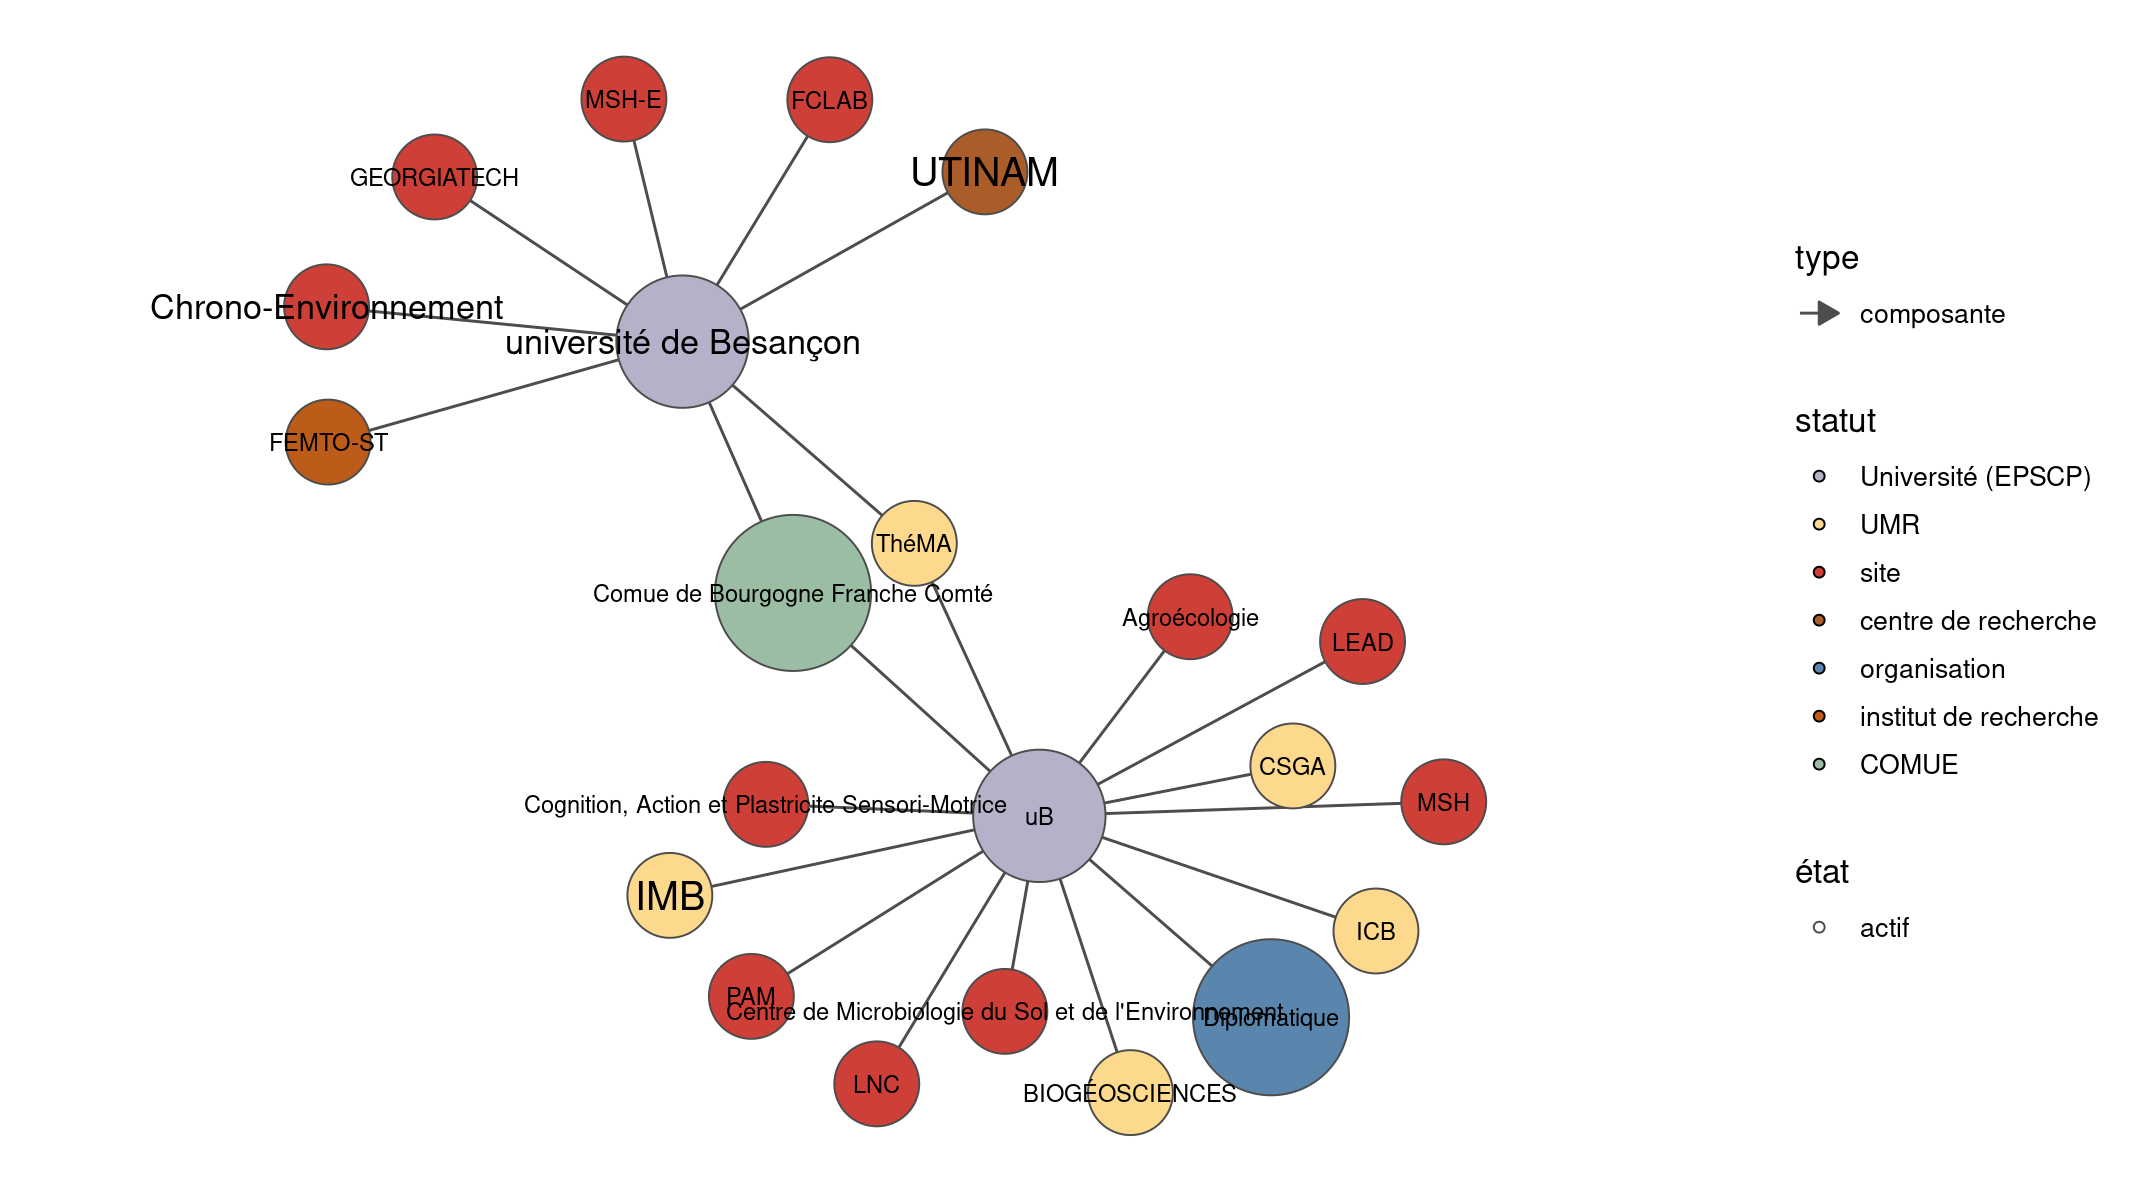 MSH-E
FCLAB
UTINAM
GEORGIATECH
Chrono-Environnement
université de Besançon
FEMTO-ST
ThéMA
Comue de Bourgogne Franche Comté
Agroécologie
LEAD
CSGA
MSH
Cognition, Action et Plastricite Sensori-Motrice
uB
IMB
ICB
PAM
Centre de Microbiologie du Sol et de l'Environnement
Diplomatique
LNC
BIOGÉOSCIENCES
type
composante
statut
Université (EPSCP)
UMR
site
centre de recherche
organisation
institut de recherche
COMUE
état
actif